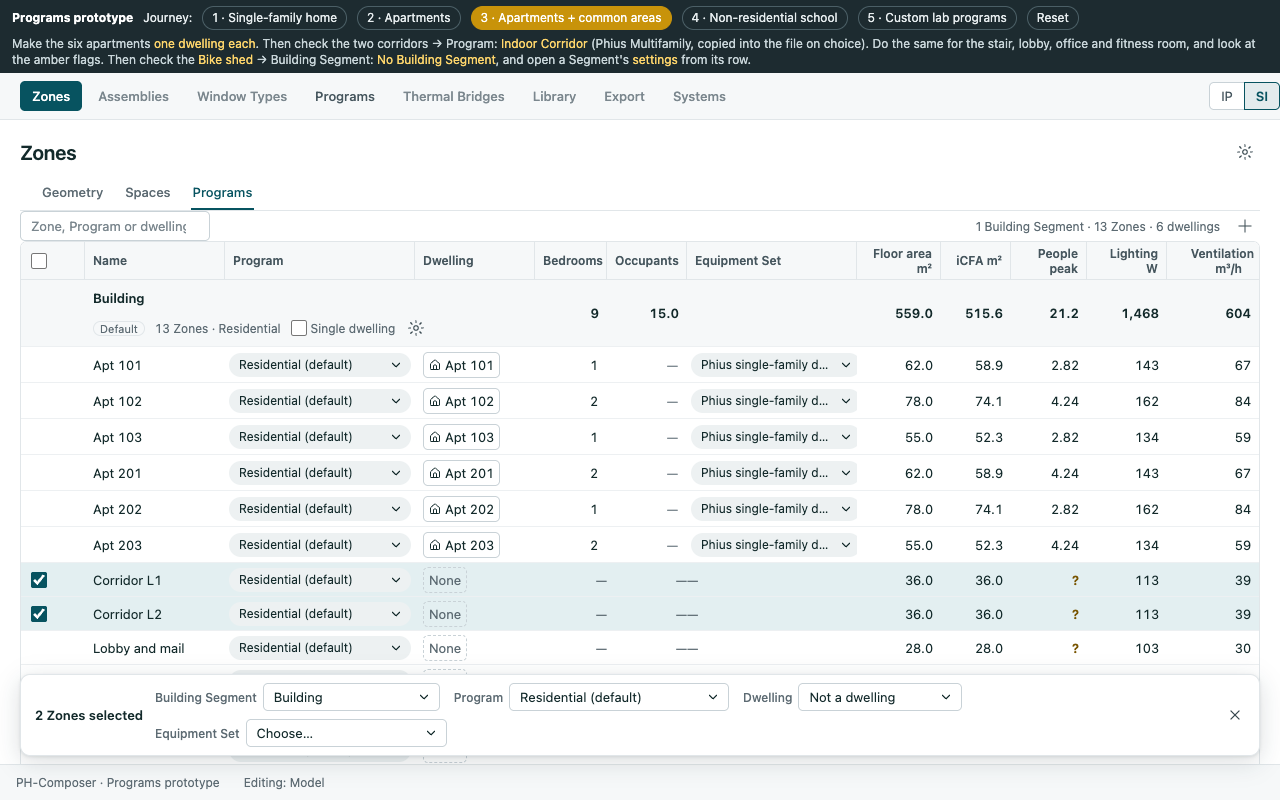 Programs prototype Journey: 1 · Single-family home 2 · Apartments 3 · Apartments + common areas 4 · Non-residential school 5 · Custom lab programs Reset
Make the six apartments one dwelling each. Then check the two corridors → Program: Indoor Corridor (Phius Multifamily, copied into the file on choice). Do the same for the stair, lobby, office and fitness room, and look at
the amber flags. Then check the Bike shed → Building Segment: No Building Segment, and open a Segment's settings from its row.
Zones Assemblies Window Types Programs Thermal Bridges Library Export Systems IP SI
Zones
Geometry Spaces Programs
Zone, Program or dwelling 1 Building Segment · 13 Zones · 6 dwellings
Name Program Dwelling Bedrooms Occupants Equipment Set Floor area m² iCFA m² People peak Lighting W Ventilation m³/h
Building 9 15.0 559.0 515.6 21.2 1,468 604
Default 13 Zones · Residential Single dwelling
Apt 101 Residential (default) Apt 101 1 — Phius single-family d... 62.0 58.9 2.82 143 67
Apt 102 Residential (default) Apt 102 2 — Phius single-family d... 78.0 74.1 4.24 162 84
Apt 103 Residential (default) Apt 103 1 — Phius single-family d... 55.0 52.3 2.82 134 59
Apt 201 Residential (default) Apt 201 2 — Phius single-family d... 62.0 58.9 4.24 143 67
Apt 202 Residential (default) Apt 202 1 — Phius single-family d... 78.0 74.1 2.82 162 84
Apt 203 Residential (default) Apt 203 2 — Phius single-family d... 55.0 52.3 4.24 134 59
Corridor L1 Residential (default) None — — — 36.0 36.0 ? 113 39
Corridor L2 Residential (default) None — — — 36.0 36.0 ? 113 39
Lobby and mail Residential (default) None — — — 28.0 28.0 ? 103 30
2 Zones selected Building Segment Building Program Residential (default) Dwelling Not a dwelling
Equipment Set Choose...
PH-Composer · Programs prototype Editing: Model